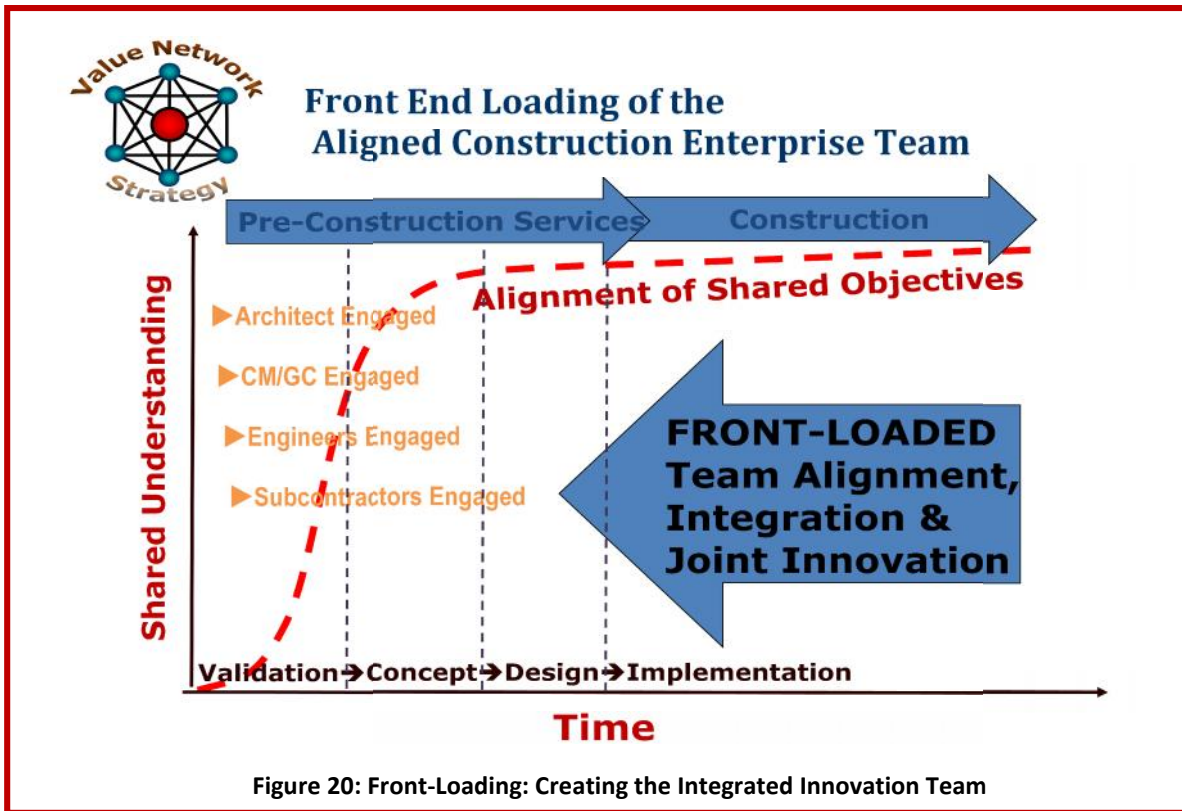 Value Network
Strategy
Front End Loading of the
Aligned Construction Enterprise Team
Pre-Construction Services
Construction
Alignment of Shared Objectives
Shared Understanding
►Architect Engaged
►CM/GC Engaged
►Engineers Engaged
►Subcontractors Engaged
FRONT-LOADED
Team Alignment,
Integration &
Joint Innovation
Validation→Concept→Design→Implementation
Time
Figure 20: Front-Loading: Creating the Integrated Innovation Team